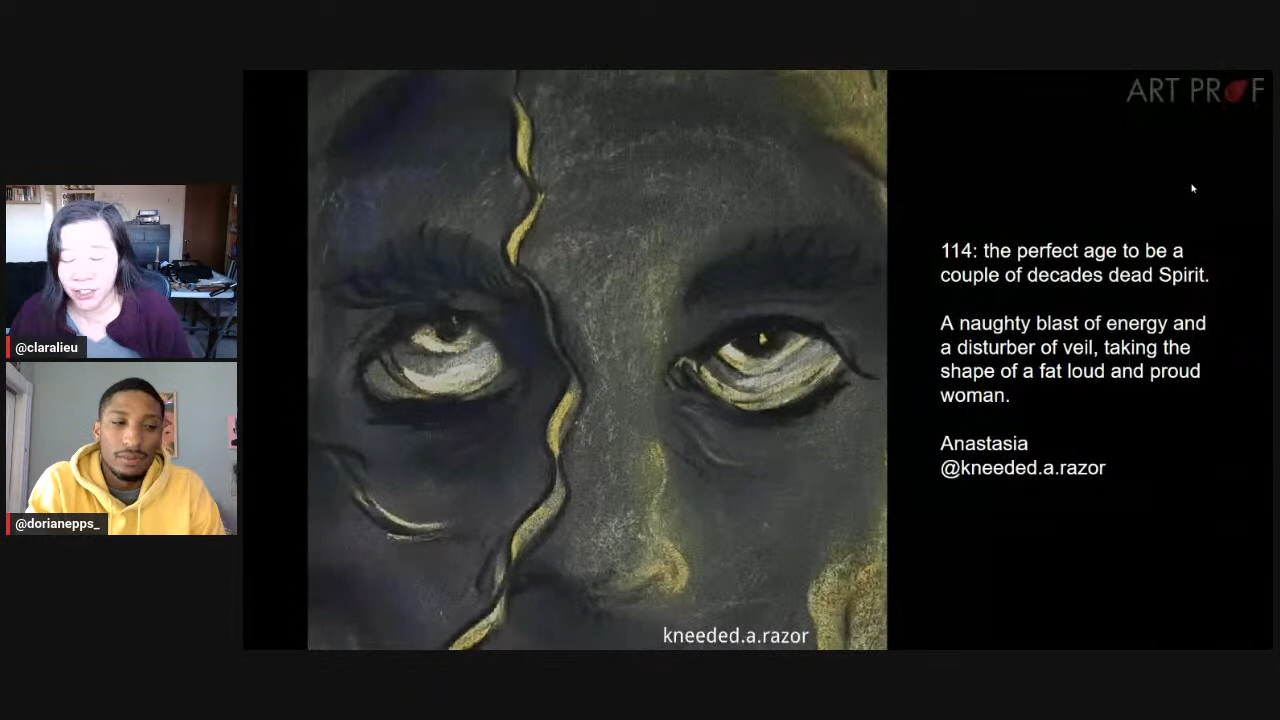 ART PROF
114: the perfect age to be a
couple of decades dead Spirit.
A naughty blast of energy and
a disturber of veil, taking the
shape of a fat loud and proud
woman.
Anastasia
@kneeded.a.razor
@claralieu
@dorianepps_
kneeded.a.razor